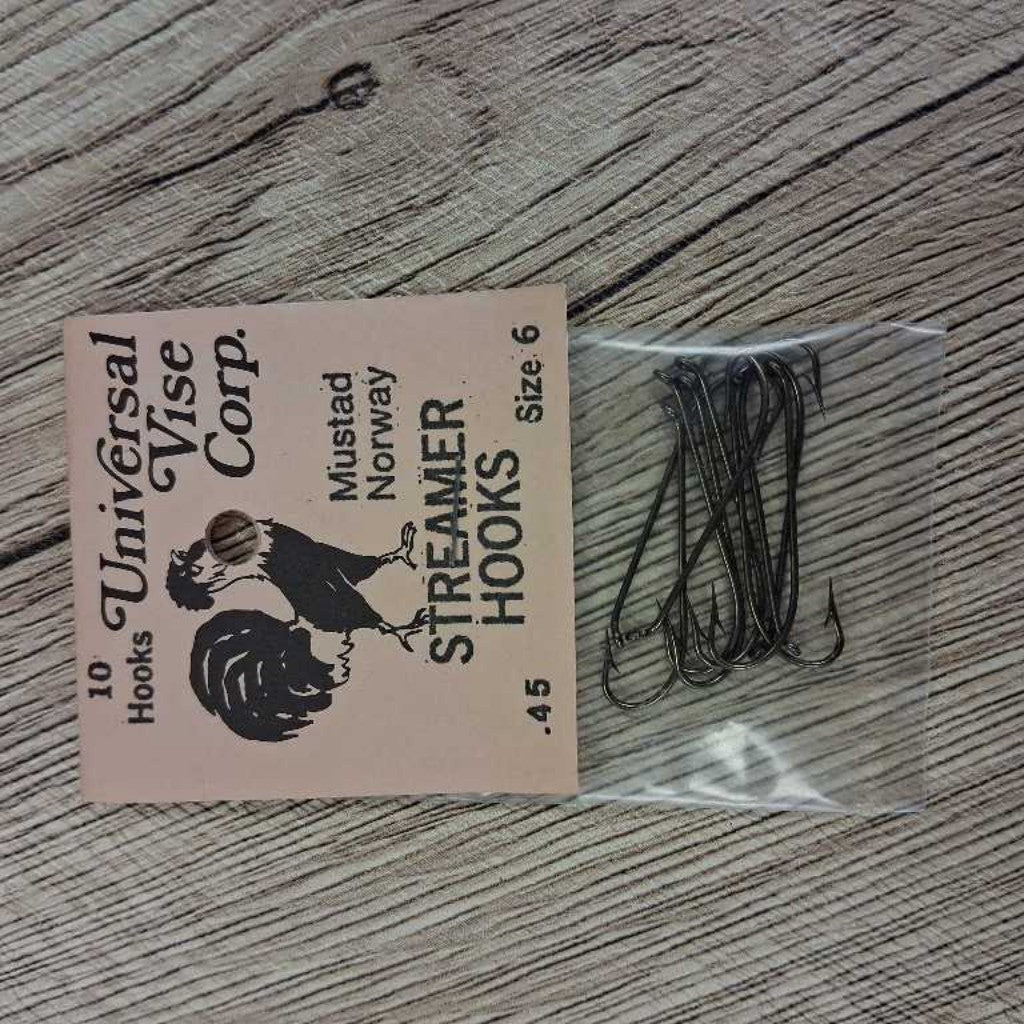 10
Hooks
Universal
Vise
Corp.
Mustad
Norway
STREAMER
HOOKS
.45
Size 6